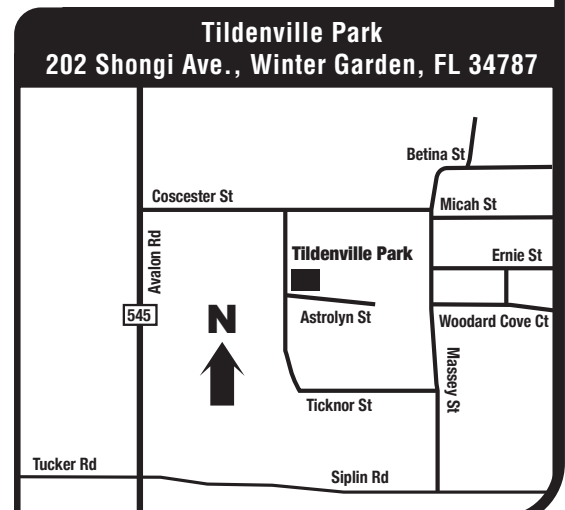 Tildenville Park
202 Shongi Ave., Winter Garden, FL 34787
Betina St
Coscester St
Micah St
Avalon Rd
Tildenville Park
Ernie St
545
N
Astrolyn St
Woodard Cove Ct
Massey St
Ticknor St
Tucker Rd
Siplin Rd